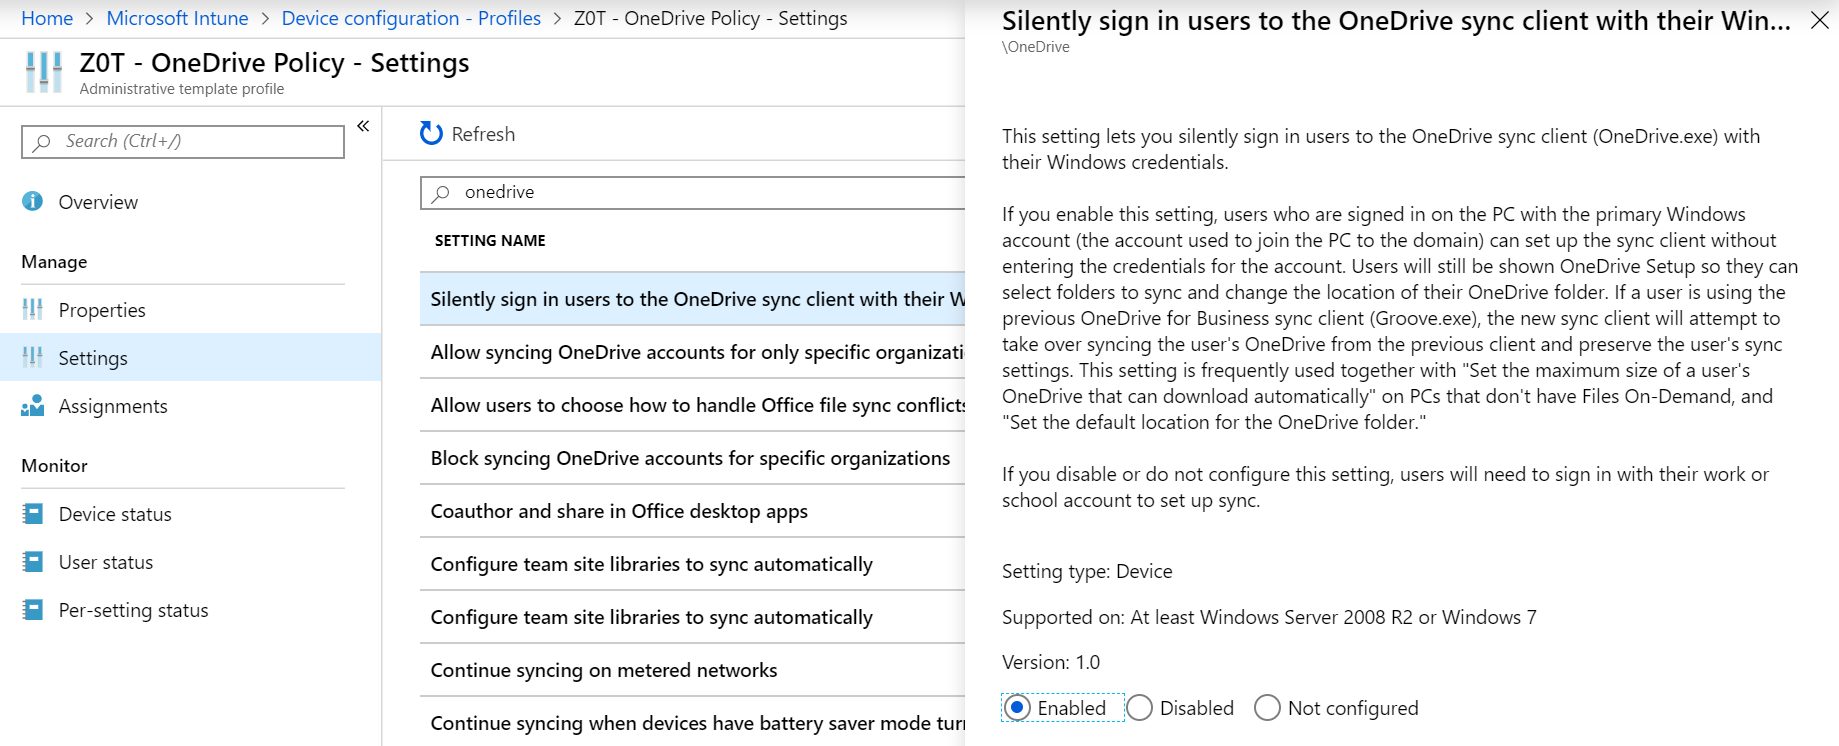 Home > Microsoft Intune > Device configuration - Profiles > Z0T - OneDrive Policy - Settings
Z0T - OneDrive Policy - Settings
Administrative template profile
Search (Ctrl+/)
«
Overview
Manage
Properties
Settings
Assignments
Monitor
Device status
User status
Per-setting status
Refresh
onedrive
SETTING NAME
Silently sign in users to the OneDrive sync client with their W
Allow syncing OneDrive accounts for only specific organizati
Allow users to choose how to handle Office file sync conflicts
Block syncing OneDrive accounts for specific organizations
Coauthor and share in Office desktop apps
Configure team site libraries to sync automatically
Configure team site libraries to sync automatically
Continue syncing on metered networks
Continue syncing when devices have battery saver mode turn
Silently sign in users to the OneDrive sync client with their Win...
\OneDrive
This setting lets you silently sign in users to the OneDrive sync client (OneDrive.exe) with
their Windows credentials.
If you enable this setting, users who are signed in on the PC with the primary Windows
account (the account used to join the PC to the domain) can set up the sync client without
entering the credentials for the account. Users will still be shown OneDrive Setup so they can
select folders to sync and change the location of their OneDrive folder. If a user is using the
previous OneDrive for Business sync client (Groove.exe), the new sync client will attempt to
take over syncing the user's OneDrive from the previous client and preserve the user's sync
settings. This setting is frequently used together with "Set the maximum size of a user's
OneDrive that can download automatically" on PCs that don't have Files On-Demand, and
"Set the default location for the OneDrive folder."
If you disable or do not configure this setting, users will need to sign in with their work or
school account to set up sync.
Setting type: Device
Supported on: At least Windows Server 2008 R2 or Windows 7
Version: 1.0
Enabled Disabled Not configured